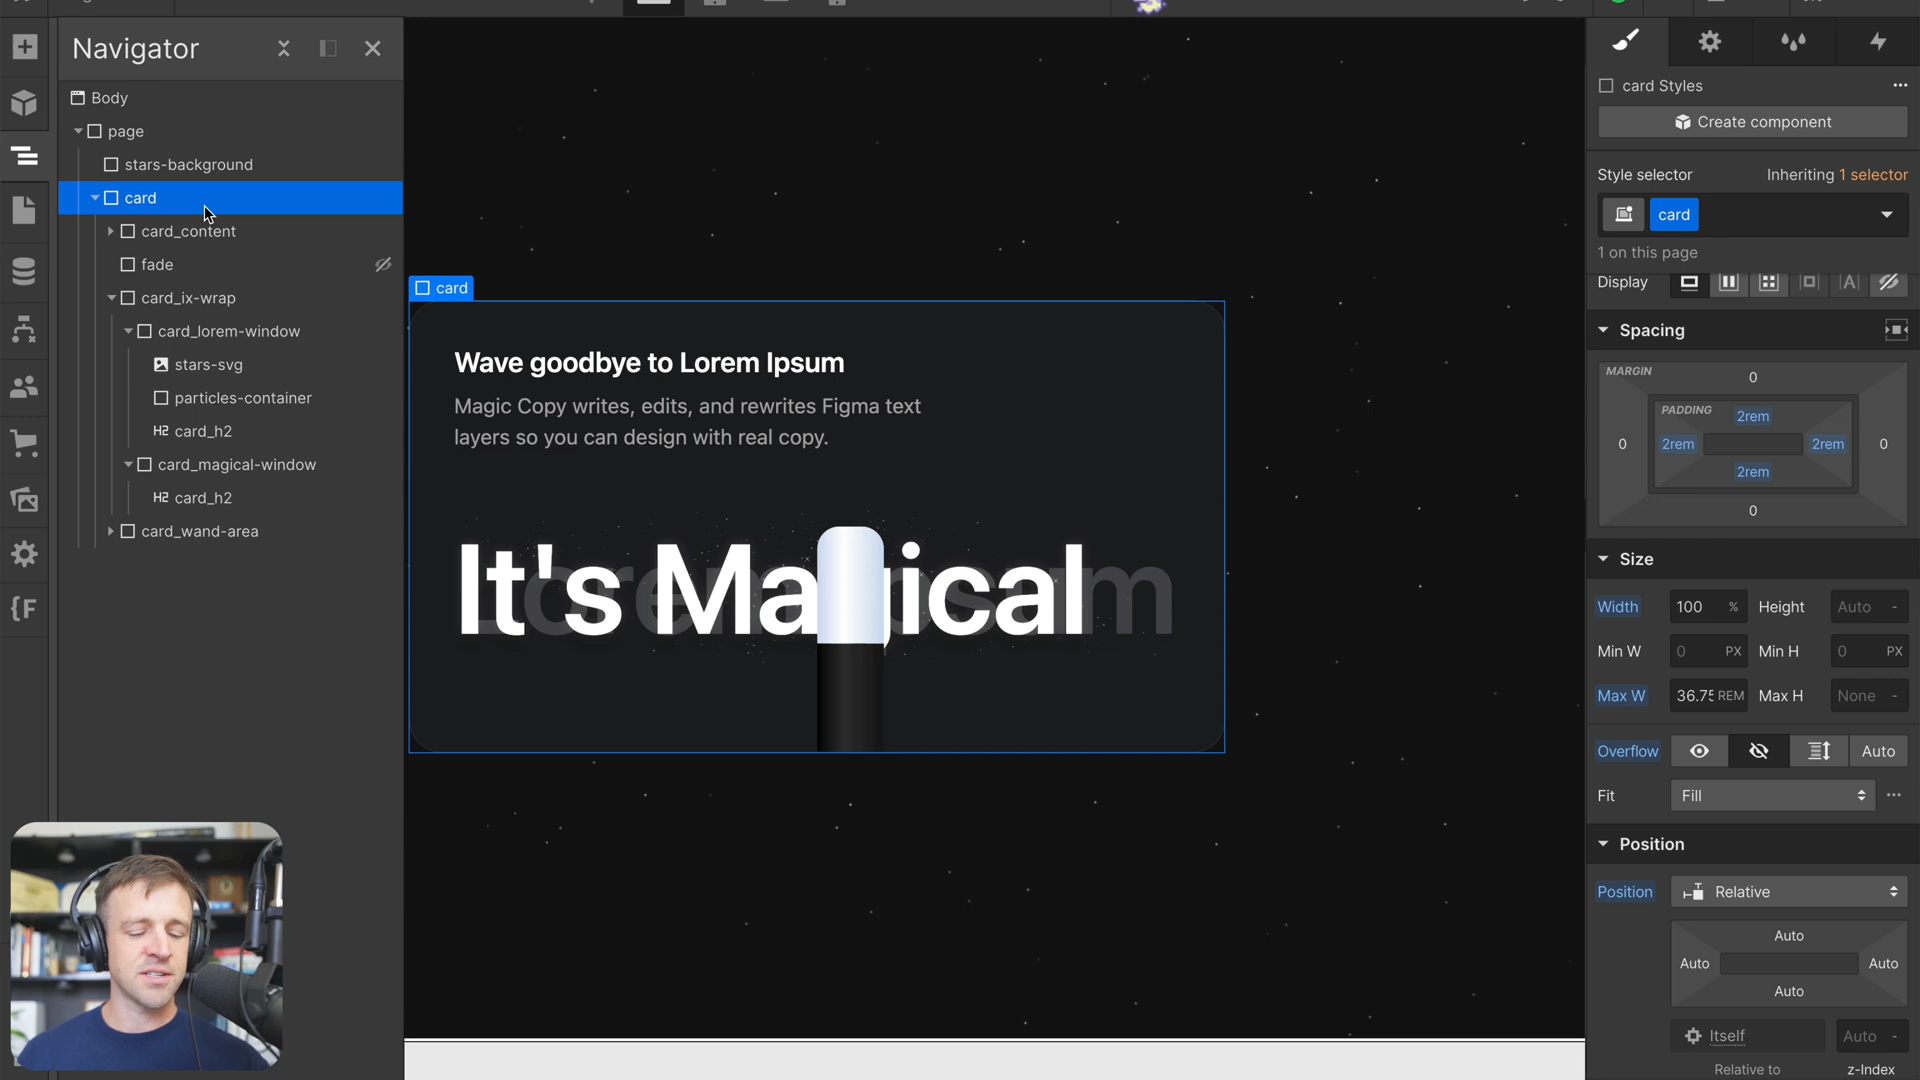 Navigator
Body
page
stars-background
card
card_content
fade
card_ix-wrap
card_lorem-window
stars-svg
particles-container
H2 card_h2
card_magical-window
H2 card_h2
card_wand-area
{F
card
Wave goodbye to Lorem Ipsum
Magic Copy writes, edits, and rewrites Figma text
layers so you can design with real copy.
It's Magical
card Styles
Create component
Style selector
Inheriting 1 selector
card
1 on this page
Display
Spacing
MARGIN
0
PADDING
2rem
0 2rem 2rem 0
2rem
0
Size
Width 100 % Height Auto -
Min W 0 PX Min H 0 PX
Max W 36.75 REM Max H None -
Overflow Auto
Fit Fill
Position
Position Relative
Auto
Auto Auto
Auto
Itself Auto -
Relative to z-Index